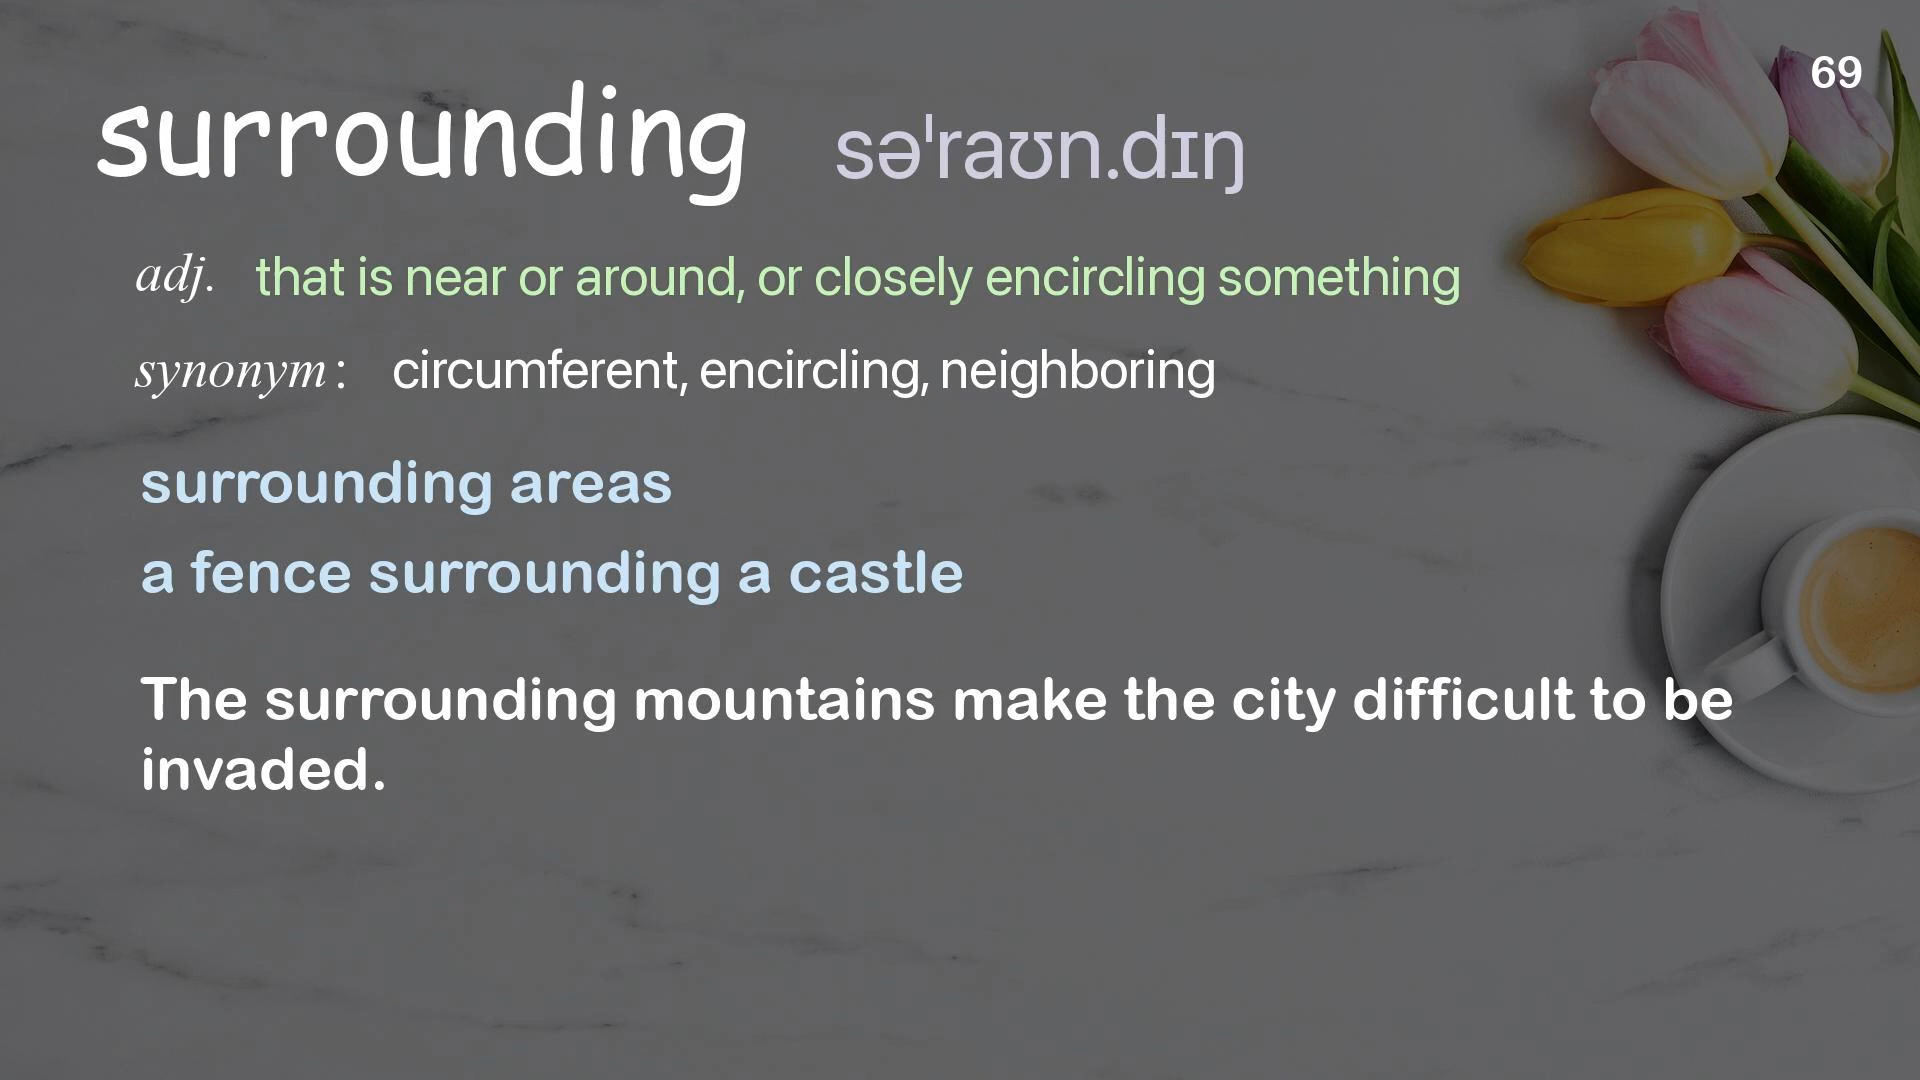 69
surrounding səˈraʊn.dɪŋ
adj. that is near or around, or closely encircling something
synonym: circumferent, encircling, neighboring
surrounding areas
a fence surrounding a castle
The surrounding mountains make the city difficult to be
invaded.